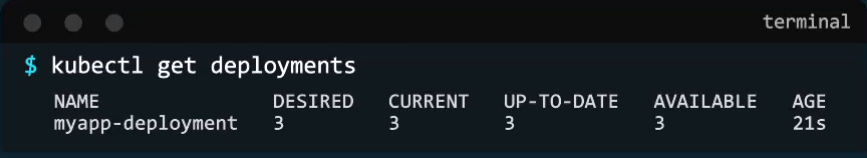 terminal
$ kubectl get deployments
NAME DESIRED CURRENT UP-TO-DATE AVAILABLE AGE
myapp-deployment 3 3 3 3 21s